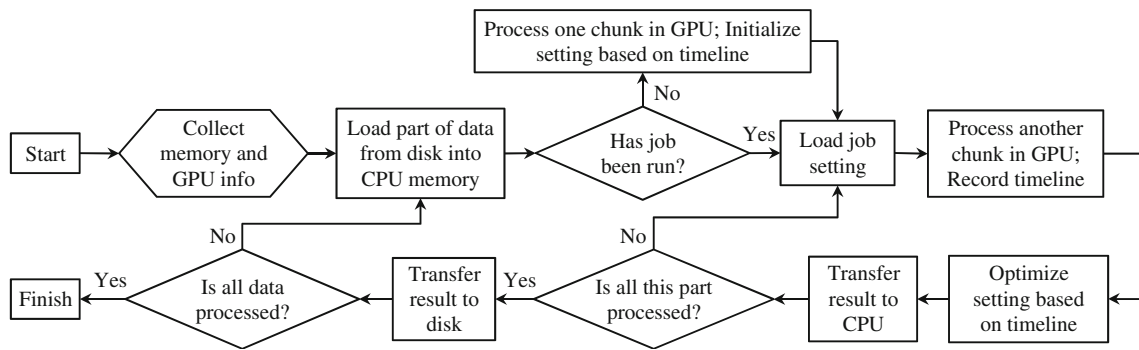 Process one chunk in GPU; Initialize
setting based on timeline
No
Start
Collect
memory and
GPU info
Load part of data
from disk into
CPU memory
Has job
been run?
Yes
Load job
setting
Process another
chunk in GPU;
Record timeline
No
No
Finish
Yes
Is all data
processed?
Transfer
result to
disk
Yes
Is all this part
processed?
Transfer
result to
CPU
Optimize
setting based
on timeline